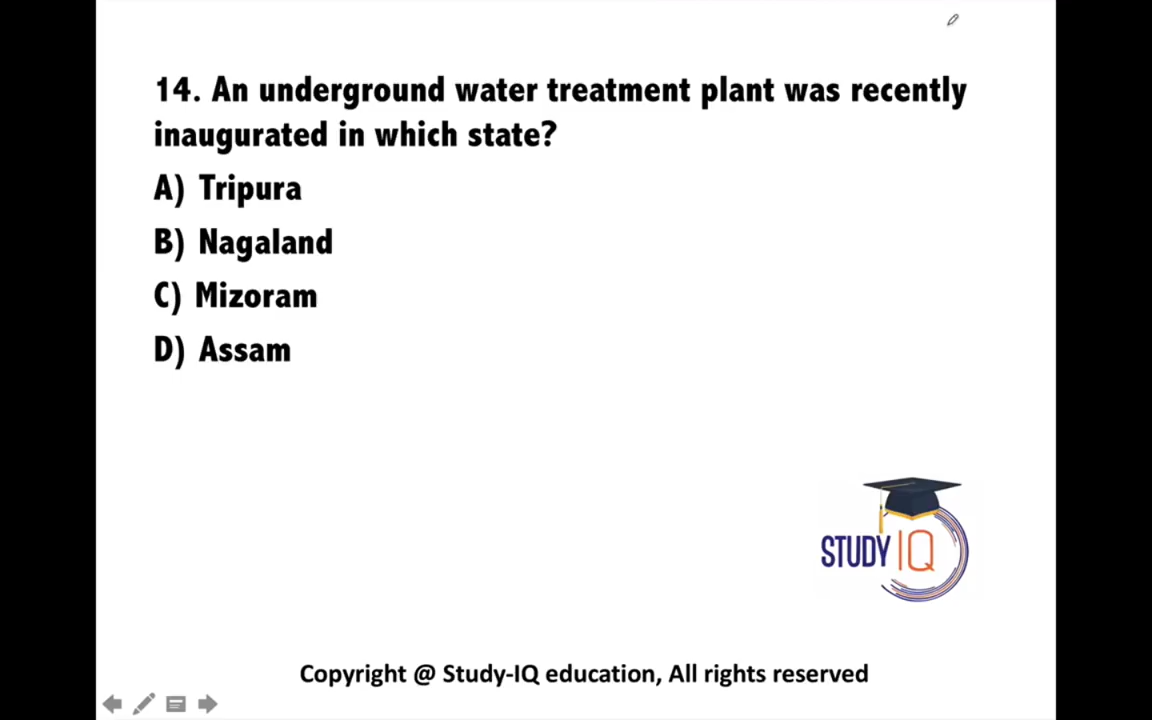 14. An underground water treatment plant was recently
inaugurated in which state?
A) Tripura
B) Nagaland
C) Mizoram
D) Assam
STUDY IQ
Copyright @ Study-IQ education, All rights reserved